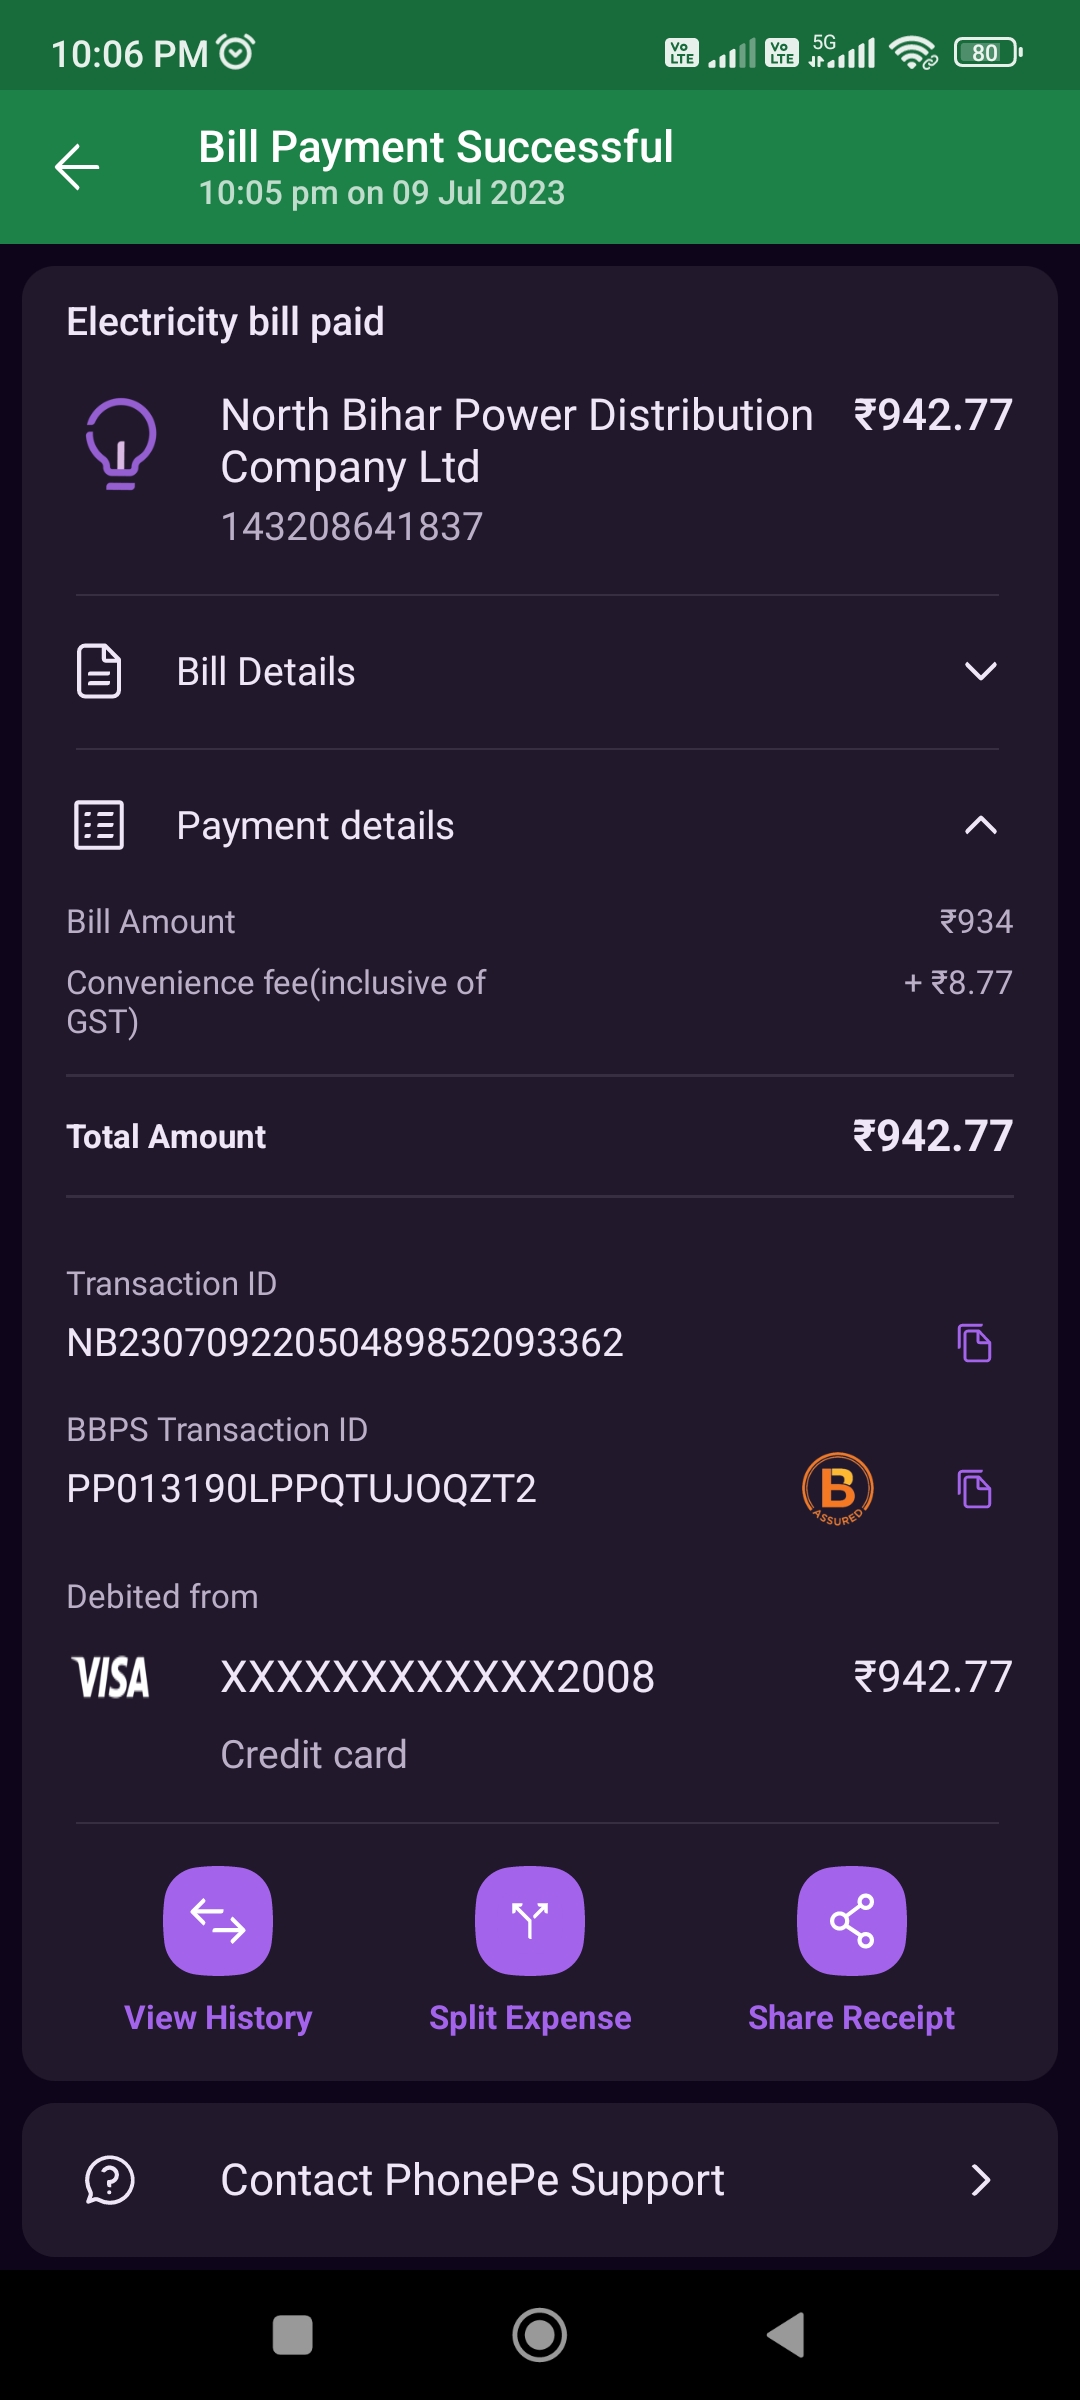 10:06 PM
Vo LTE
Vo LTE
5G
80
Bill Payment Successful
10:05 pm on 09 Jul 2023
Electricity bill paid
North Bihar Power Distribution ₹942.77
Company Ltd
143208641837
Bill Details
Payment details
Bill Amount ₹934
Convenience fee(inclusive of + ₹8.77
GST)
Total Amount ₹942.77
Transaction ID
NB23070922050489852093362
BBPS Transaction ID
PP013190LPPQTUJOQZT2
B ASSURED
Debited from
VISA XXXXXXXXXXXX2008 ₹942.77
Credit card
View History Split Expense Share Receipt
Contact PhonePe Support